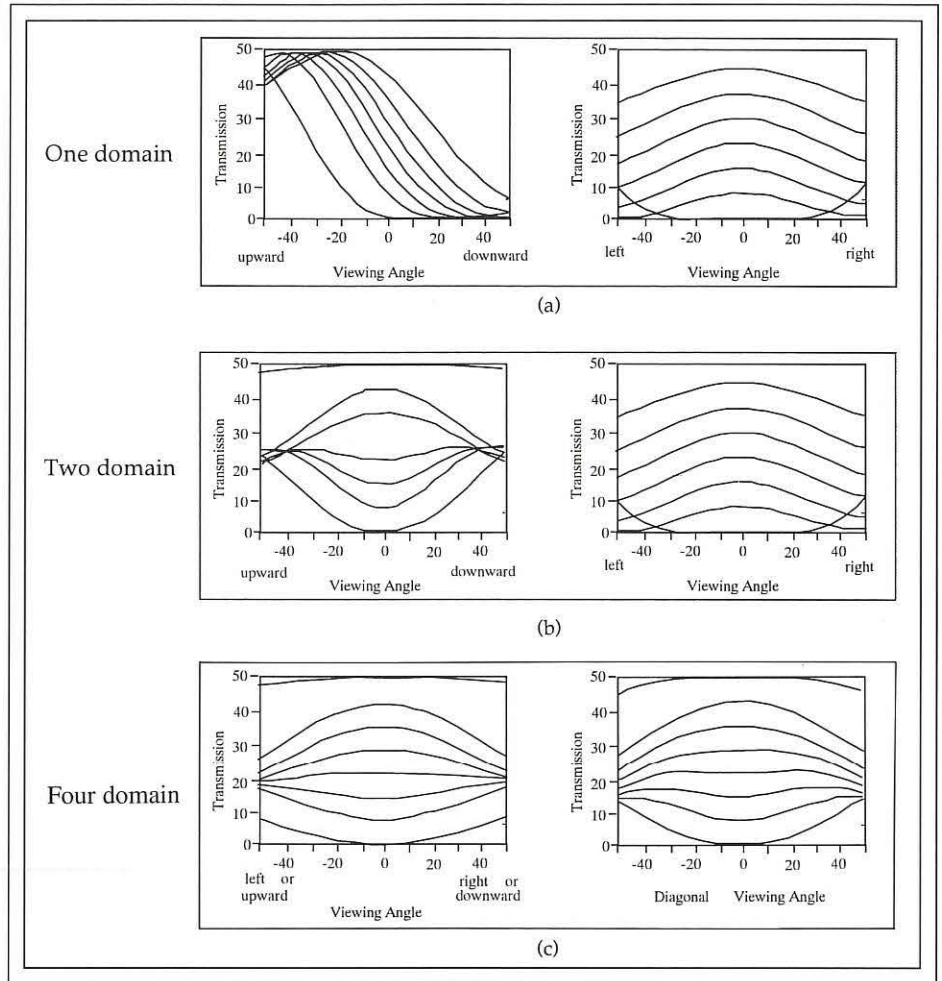 One domain
Transmission
50
40
30
20
10
0
-40
-20
0
20
40
upward
downward
Viewing Angle
Transmission
50
40
30
20
10
0
-40
-20
0
20
40
left
right
Viewing Angle
(a)
Two domain
Transmission
50
40
30
20
10
0
-40
-20
0
20
40
upward
downward
Viewing Angle
Transmission
50
40
30
20
10
0
-40
-20
0
20
40
left
right
Viewing Angle
(b)
Four domain
Transmission
50
40
30
20
10
0
-40
-20
0
20
40
left or
upward
right or
downward
Viewing Angle
Transmission
50
40
30
20
10
0
-40
-20
0
20
40
Diagonal Viewing Angle
(c)